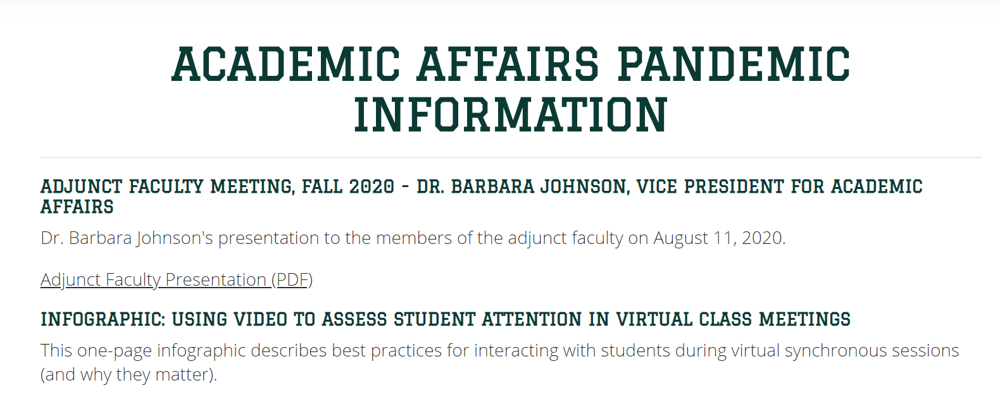 ACADEMIC AFFAIRS PANDEMIC
INFORMATION
ADJUNCT FACULTY MEETING, FALL 2020 - DR. BARBARA JOHNSON, VICE PRESIDENT FOR ACADEMIC
AFFAIRS
Dr. Barbara Johnson's presentation to the members of the adjunct faculty on August 11, 2020.
Adjunct Faculty Presentation (PDF)
INFOGRAPHIC: USING VIDEO TO ASSESS STUDENT ATTENTION IN VIRTUAL CLASS MEETINGS
This one-page infographic describes best practices for interacting with students during virtual synchronous sessions
(and why they matter).